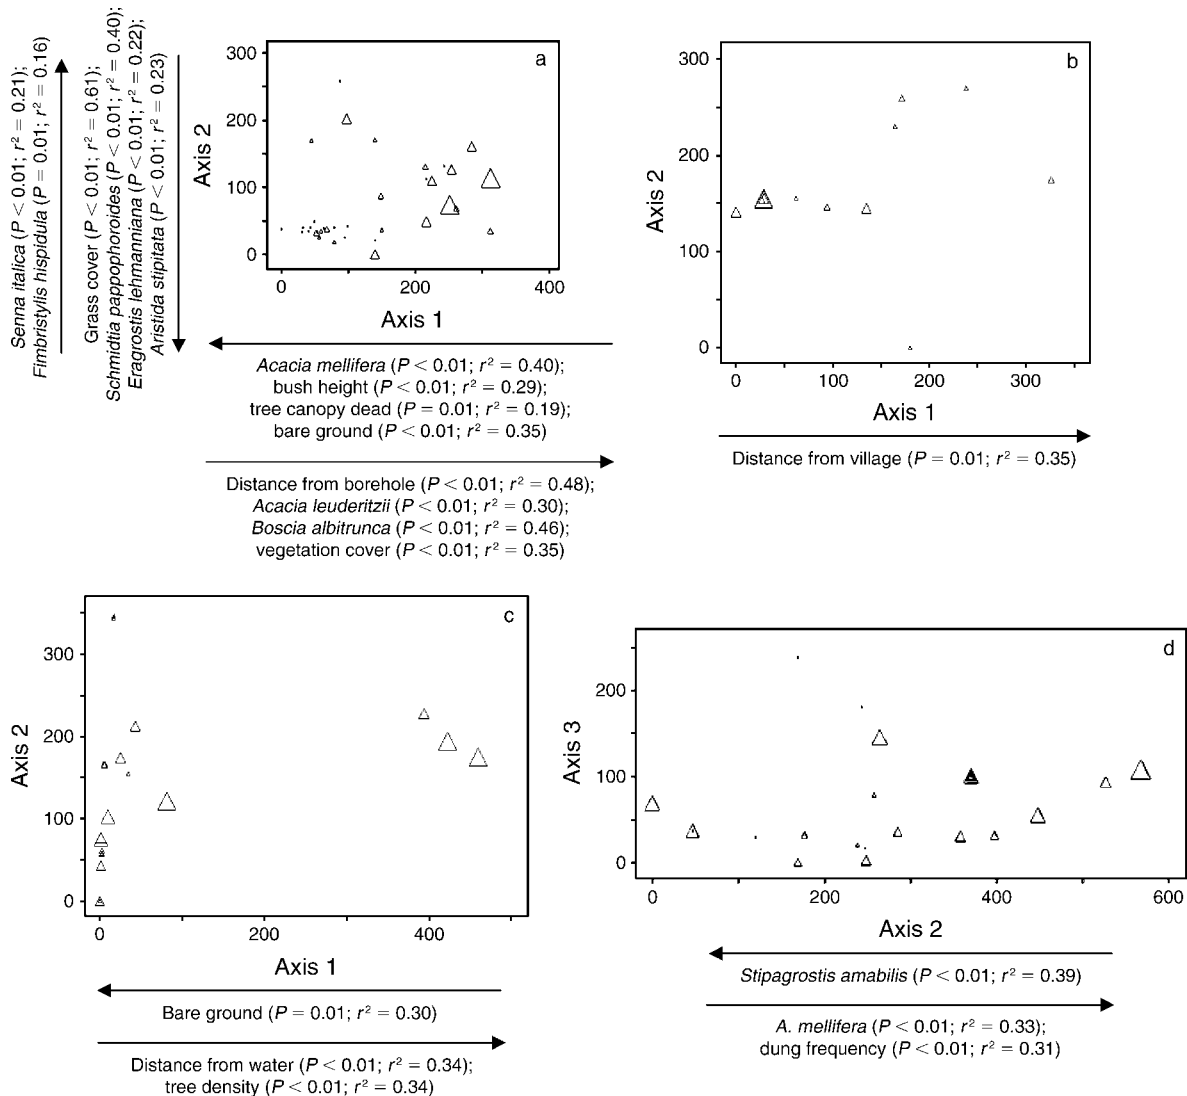 Senna italica (P < 0.01; r² = 0.21);
Fimbristylis hispidula (P = 0.01; r² = 0.16)
Grass cover (P < 0.01; r² = 0.61);
Schmidtia pappophoroides (P < 0.01; r² = 0.40);
Eragrostis lehmanniana (P < 0.01; r² = 0.22);
Aristida stipitata (P < 0.01; r² = 0.23)
a
300
200
100
0
Axis 2
0 200 400
Axis 1
Acacia mellifera (P < 0.01; r² = 0.40);
bush height (P < 0.01; r² = 0.29);
tree canopy dead (P = 0.01; r² = 0.19);
bare ground (P < 0.01; r² = 0.35)
Distance from borehole (P < 0.01; r² = 0.48);
Acacia leuderitzii (P < 0.01; r² = 0.30);
Boscia albitrunca (P < 0.01; r² = 0.46);
vegetation cover (P < 0.01; r² = 0.35)
b
300
200
100
0
Axis 2
0 100 200 300
Axis 1
Distance from village (P = 0.01; r² = 0.35)
c
300
200
100
0
Axis 2
0 200 400
Axis 1
Bare ground (P = 0.01; r² = 0.30)
Distance from water (P < 0.01; r² = 0.34);
tree density (P < 0.01; r² = 0.34)
d
200
100
0
Axis 3
0 200 400 600
Axis 2
Stipagrostis amabilis (P < 0.01; r² = 0.39)
A. mellifera (P < 0.01; r² = 0.33);
dung frequency (P < 0.01; r² = 0.31)